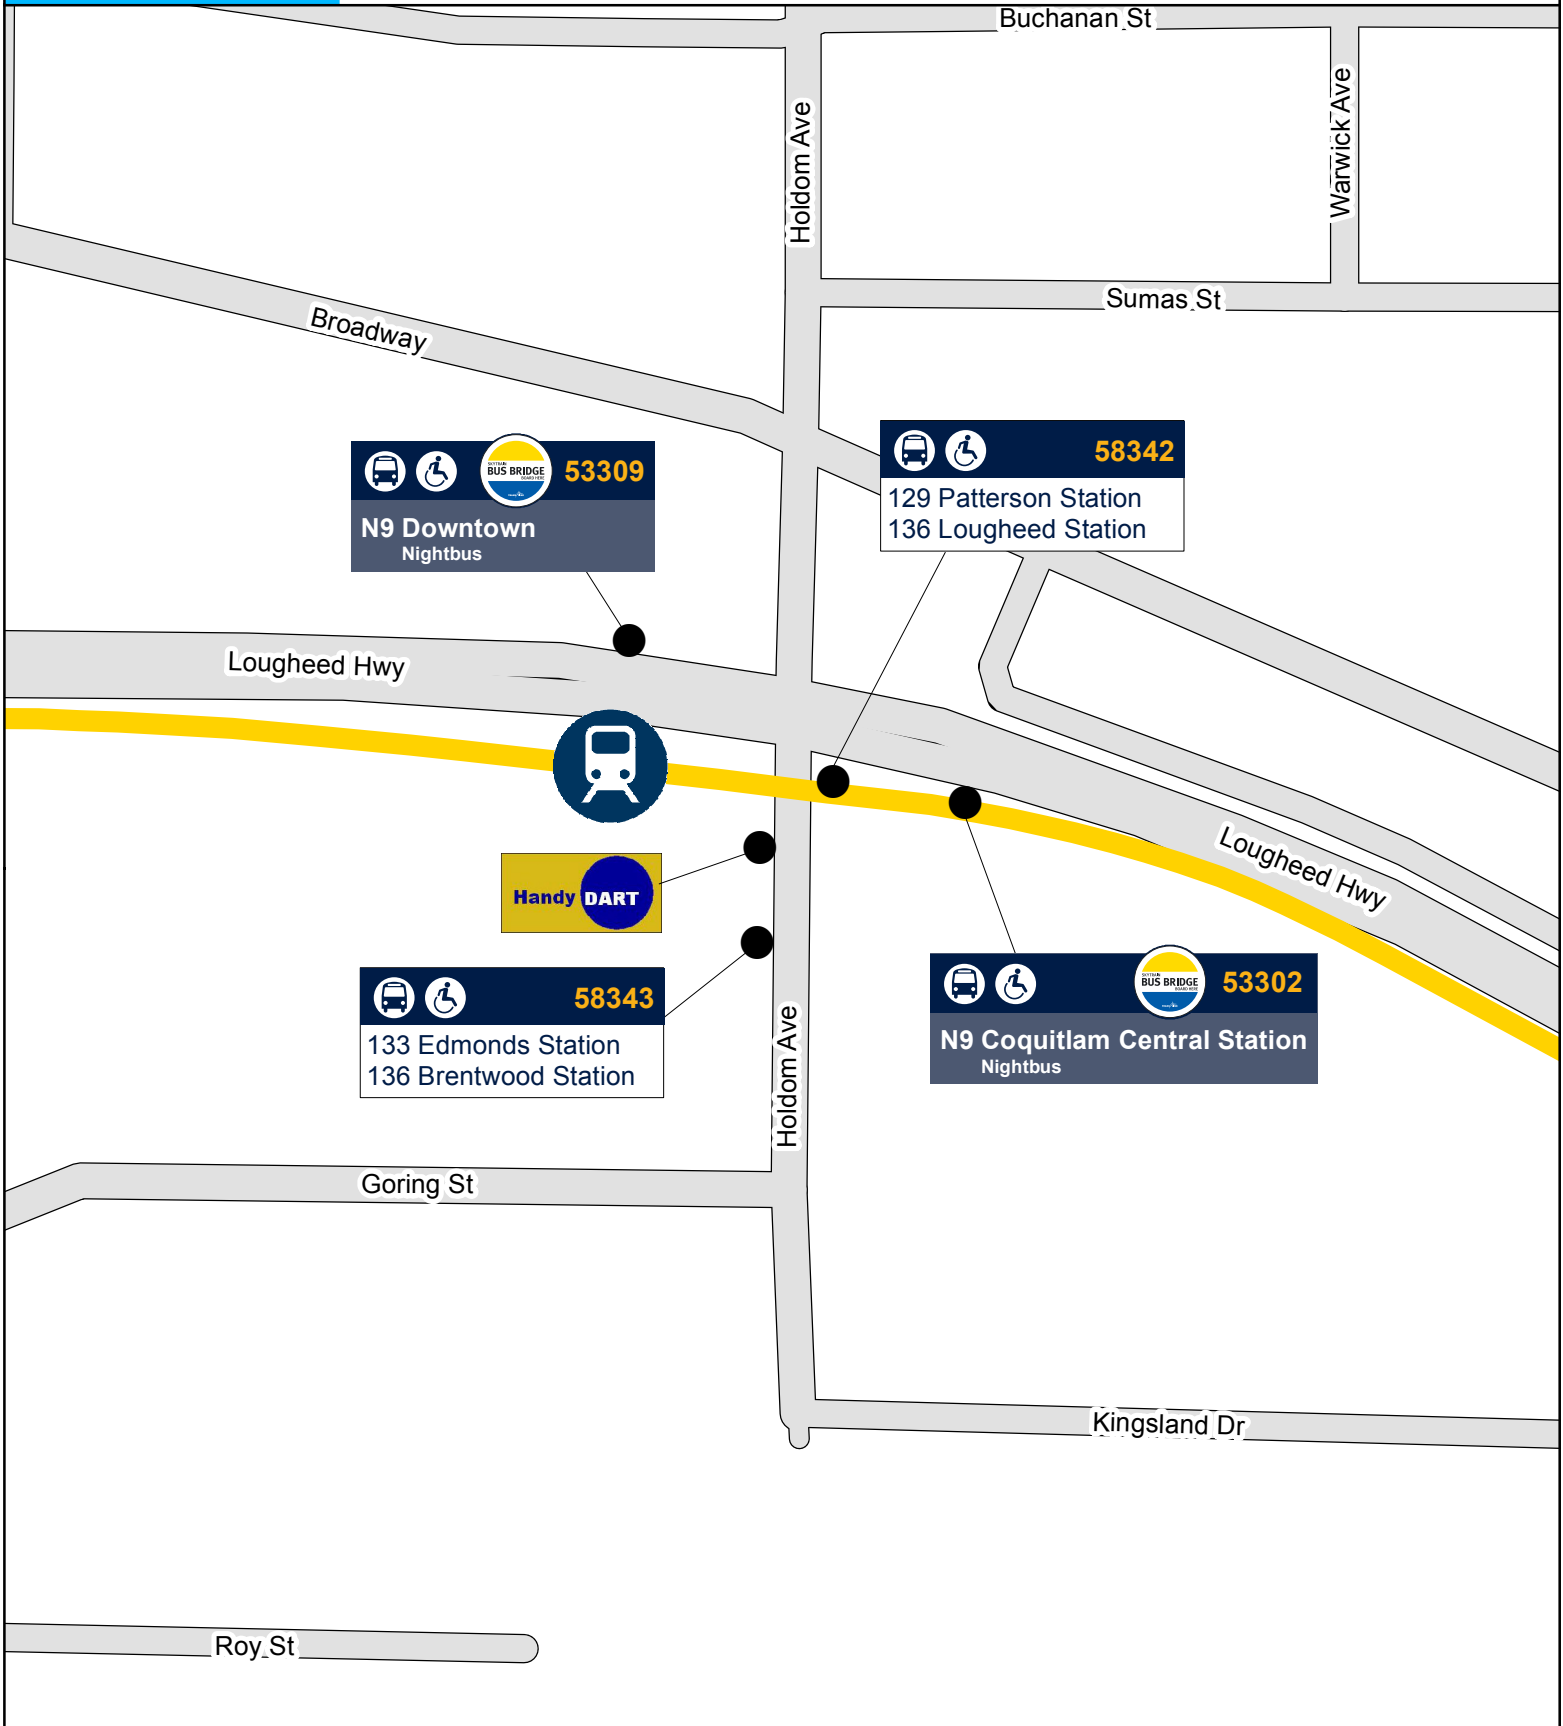 Buchanan St
Holdom Ave
Warwick Ave
Sumas St
Broadway
BUS BRIDGE
53309
N9 Downtown
Nightbus
58342
129 Patterson Station
136 Lougheed Station
Lougheed Hwy
Handy DART
Lougheed Hwy
58343
133 Edmonds Station
136 Brentwood Station
Holdom Ave
BUS BRIDGE
53302
N9 Coquitlam Central Station
Nightbus
Goring St
Kingsland Dr
Roy St